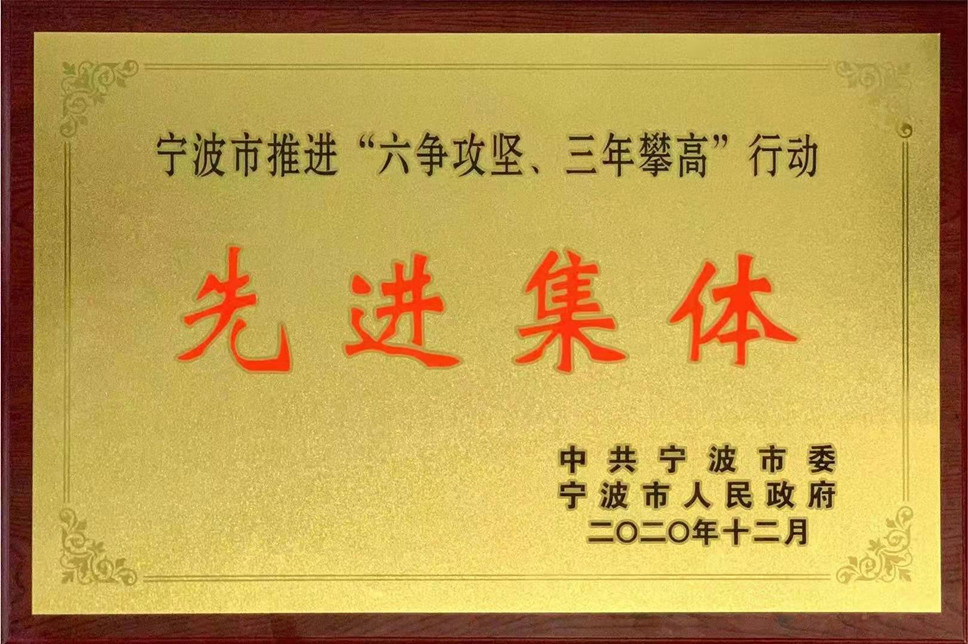 宁波市推进“六争攻坚、三年攀高”行动
先进集体
中共宁波市委
宁波市人民政府
二〇二〇年十二月